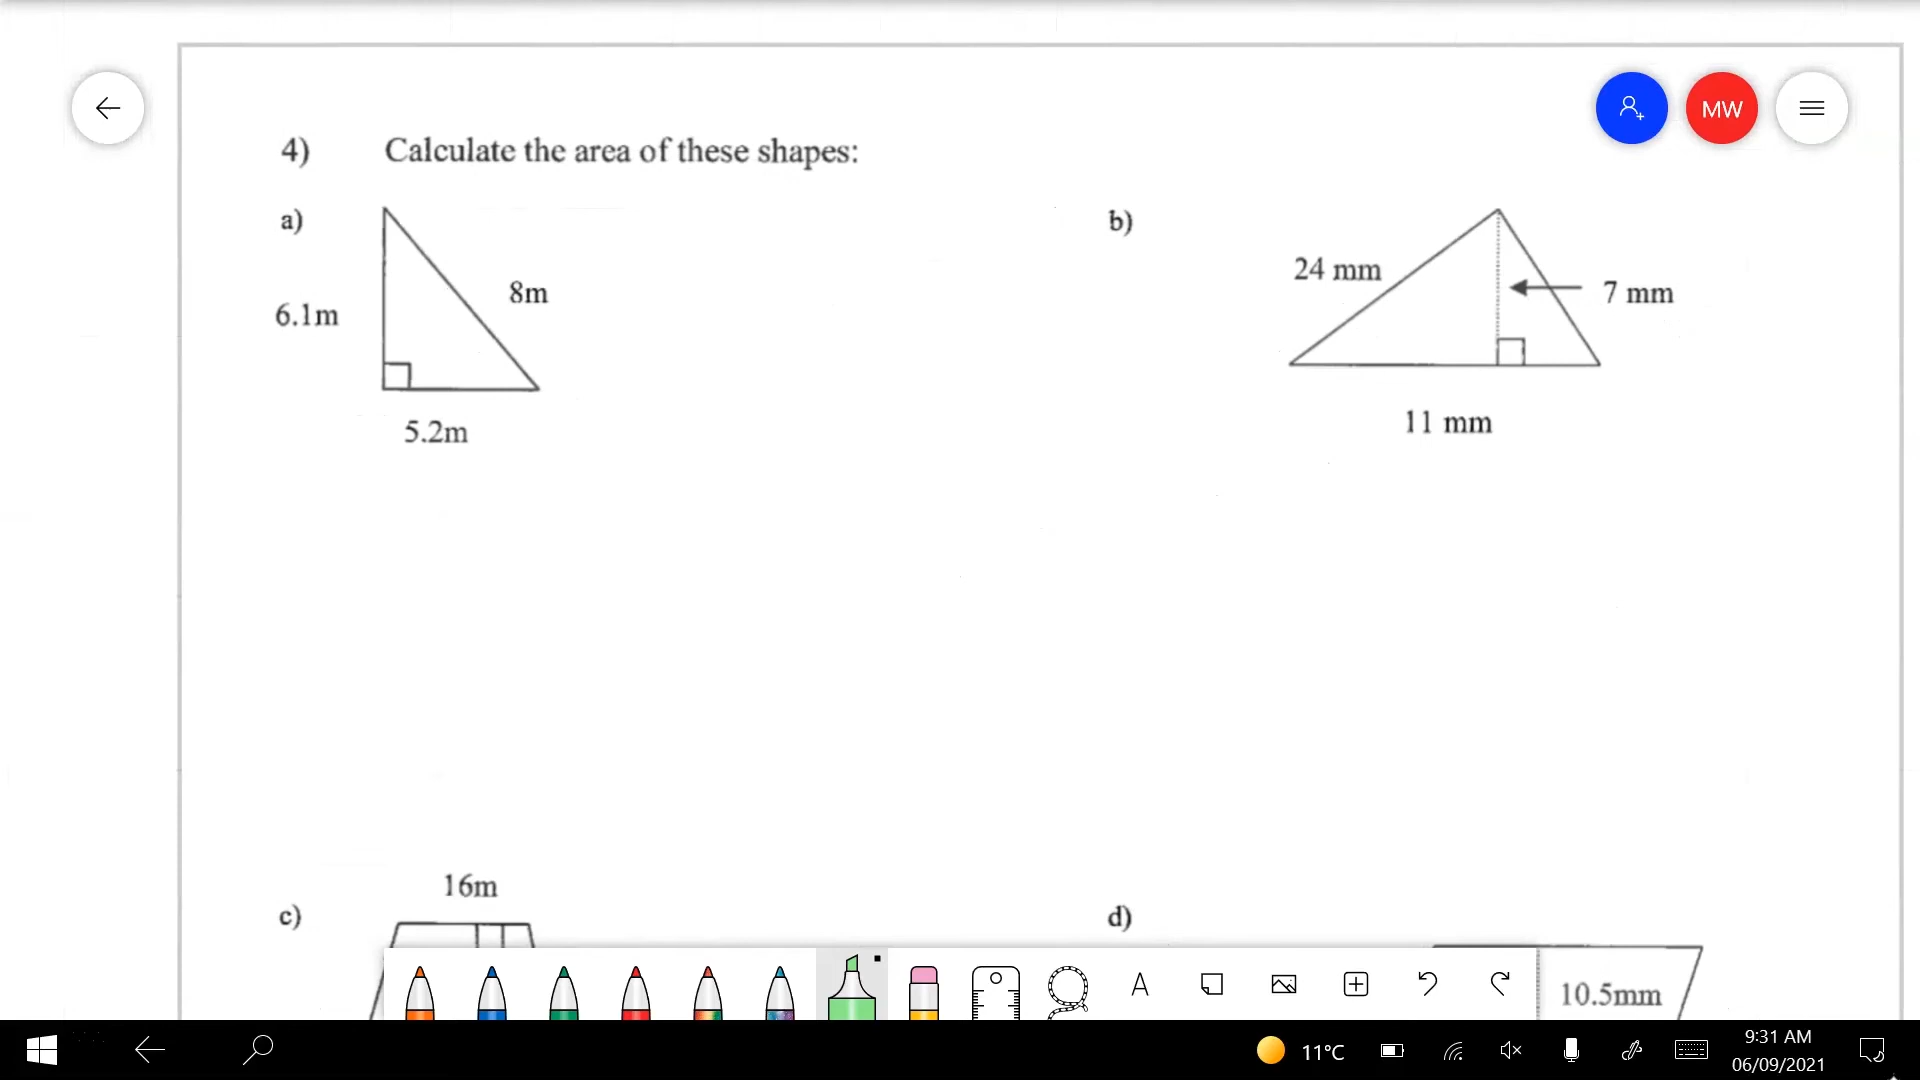 MW
4) Calculate the area of these shapes:
a)
8m
6.1m
5.2m
b)
24 mm
7 mm
11 mm
16m
c)
d)
10.5mm
A
11°C
9:31 AM
06/09/2021